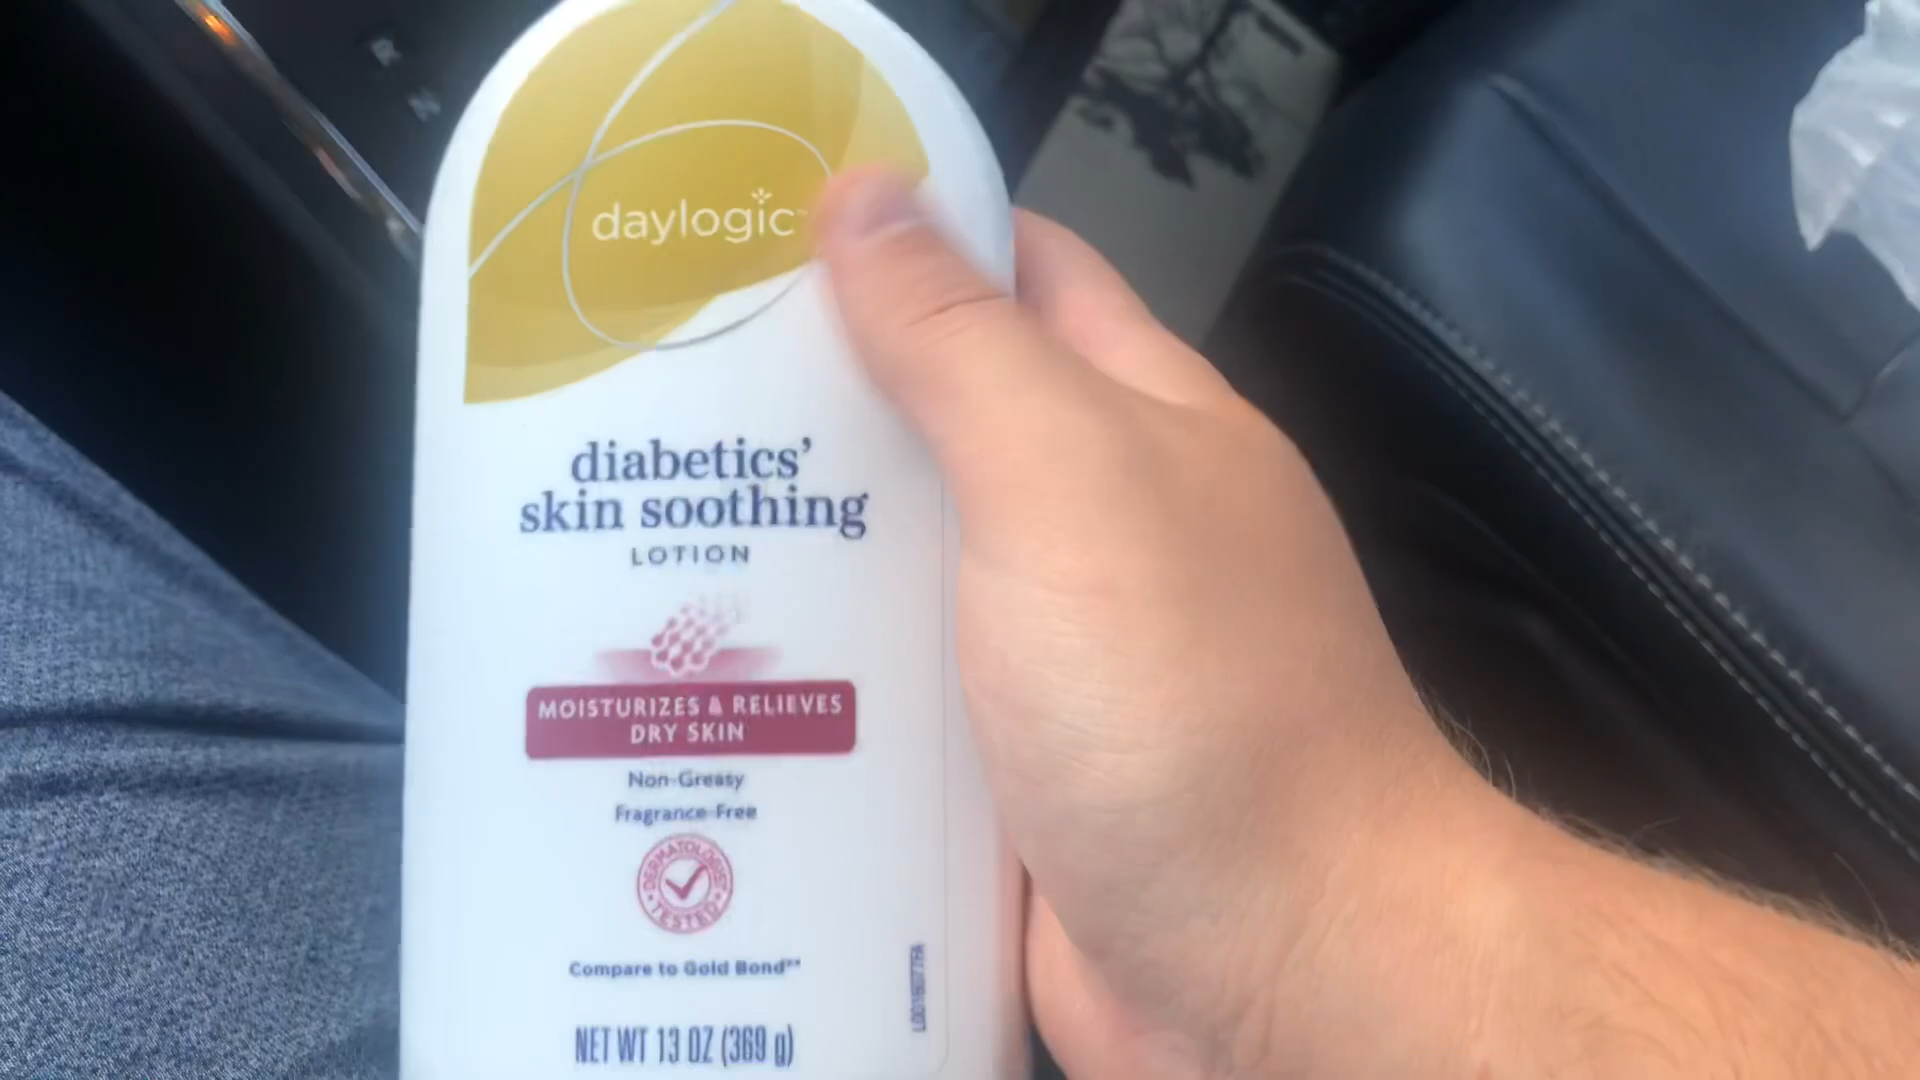 R
N
daylogic™
diabetics’
skin soothing
LOTION
MOISTURIZES & RELIEVES
DRY SKIN
Non-Greasy
Fragrance-Free
DERMATOLOGIST
TESTED
Compare to Gold Bond**
NET WT 13 OZ (369 g)